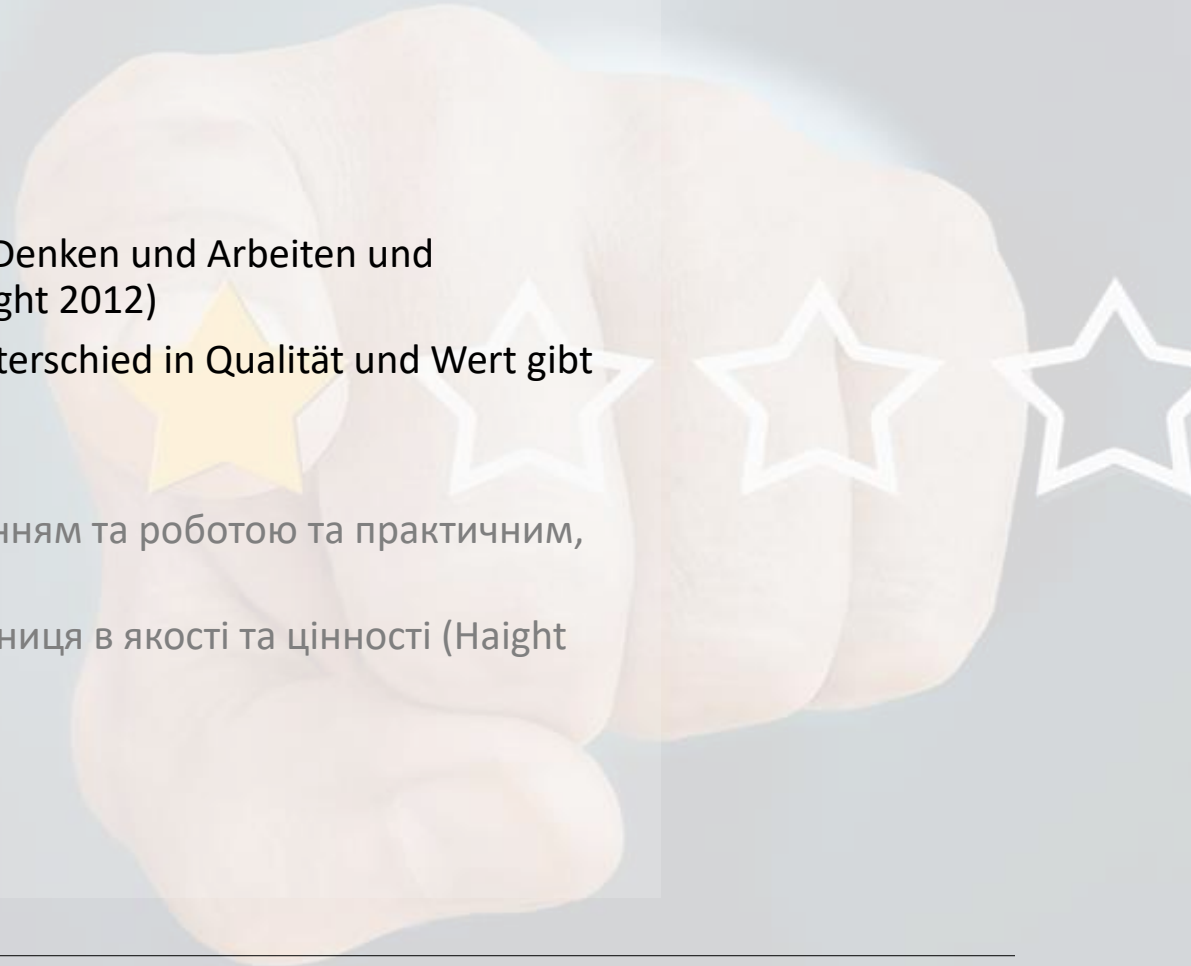 Denken und Arbeiten und
ght 2012)
terschied in Qualität und Wert gibt
нням та роботою та практичним,
ниця в якості та цінності (Haight